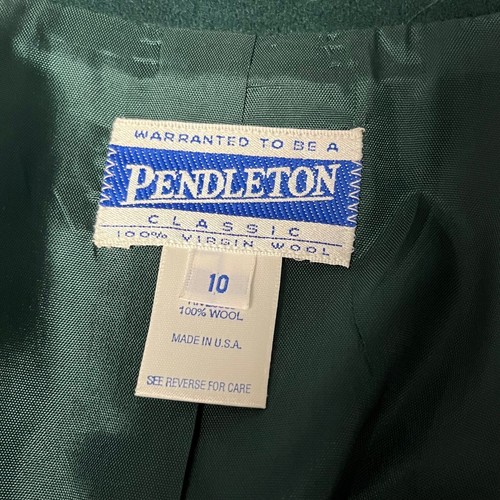 WARRANTED TO BE A
PENDLETON
CLASSIC
100% VIRGIN WOOL
10
100% WOOL
MADE IN U.S.A.
SEE REVERSE FOR CARE